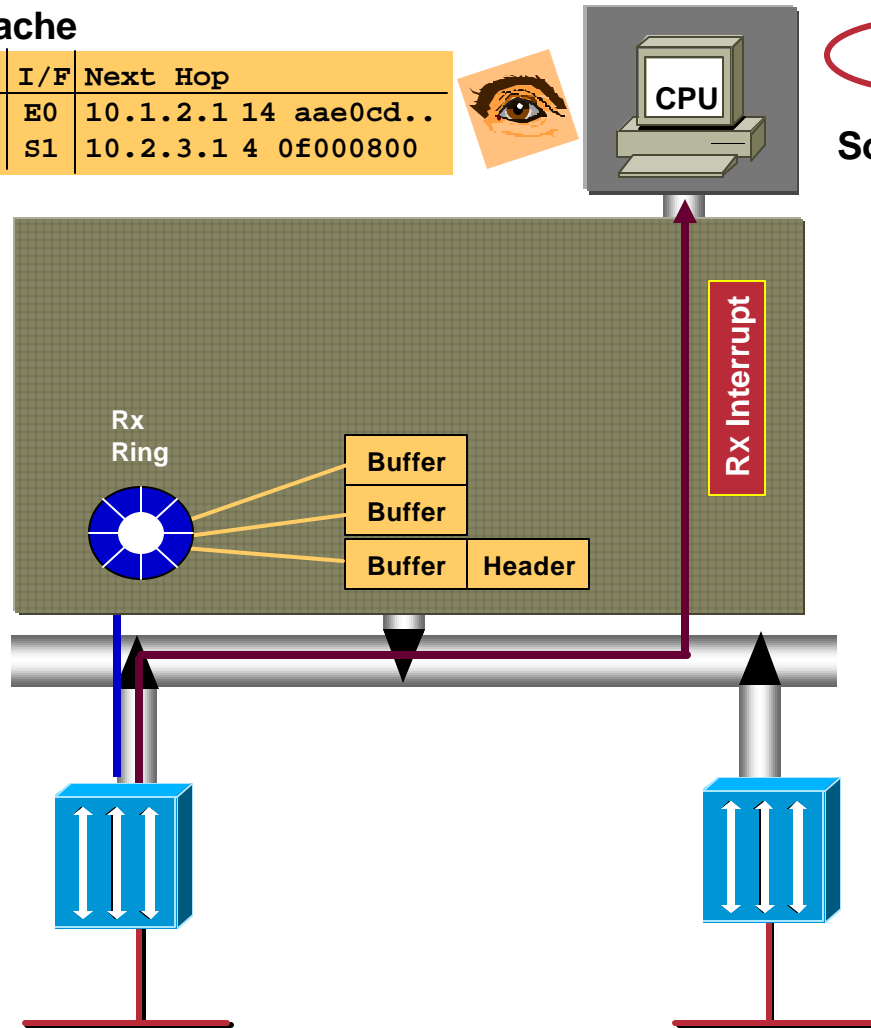 ache
I/F Next Hop
E0 10.1.2.1 14 aae0cd..
S1 10.2.3.1 4 0f000800
CPU
So
Rx Interrupt
Rx
Ring
Buffer
Buffer
Buffer Header